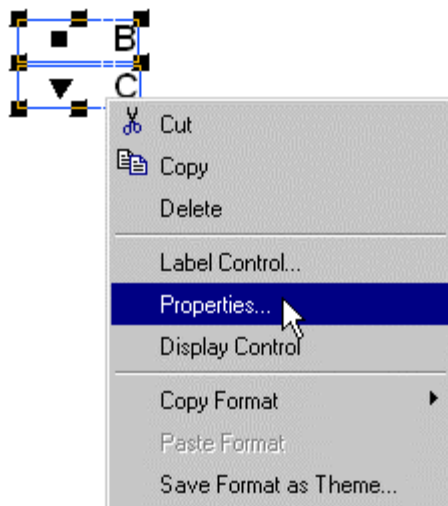 B
C
Cut
Copy
Delete
Label Control...
Properties...
Display Control
Copy Format
Paste Format
Save Format as Theme...